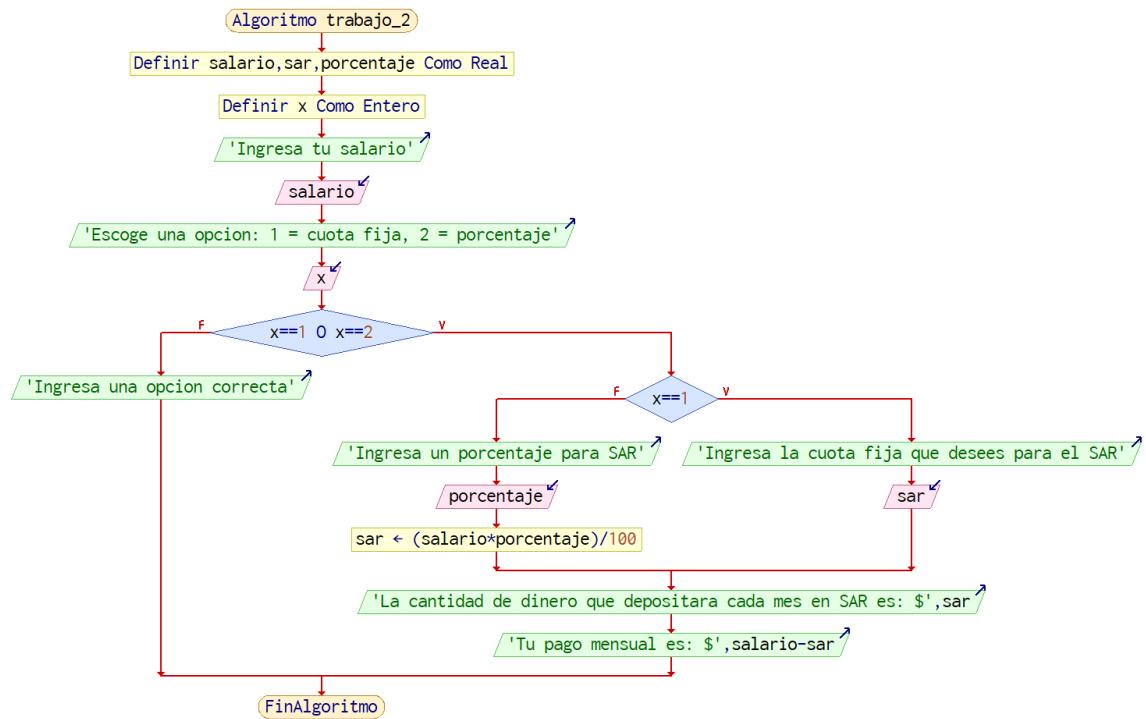 Algoritmo trabajo_2
Definir salario,sar,porcentaje Como Real
Definir x Como Entero
'Ingresa tu salario'
salario
'Escoge una opcion: 1 = cuota fija, 2 = porcentaje'
x
F
x==1 O x==2
V
'Ingresa una opcion correcta'
F
x==1
V
'Ingresa un porcentaje para SAR'
'Ingresa la cuota fija que desees para el SAR'
porcentaje
sar
sar ← (salario*porcentaje)/100
'La cantidad de dinero que depositara cada mes en SAR es: $',sar
'Tu pago mensual es: $',salario-sar
FinAlgoritmo